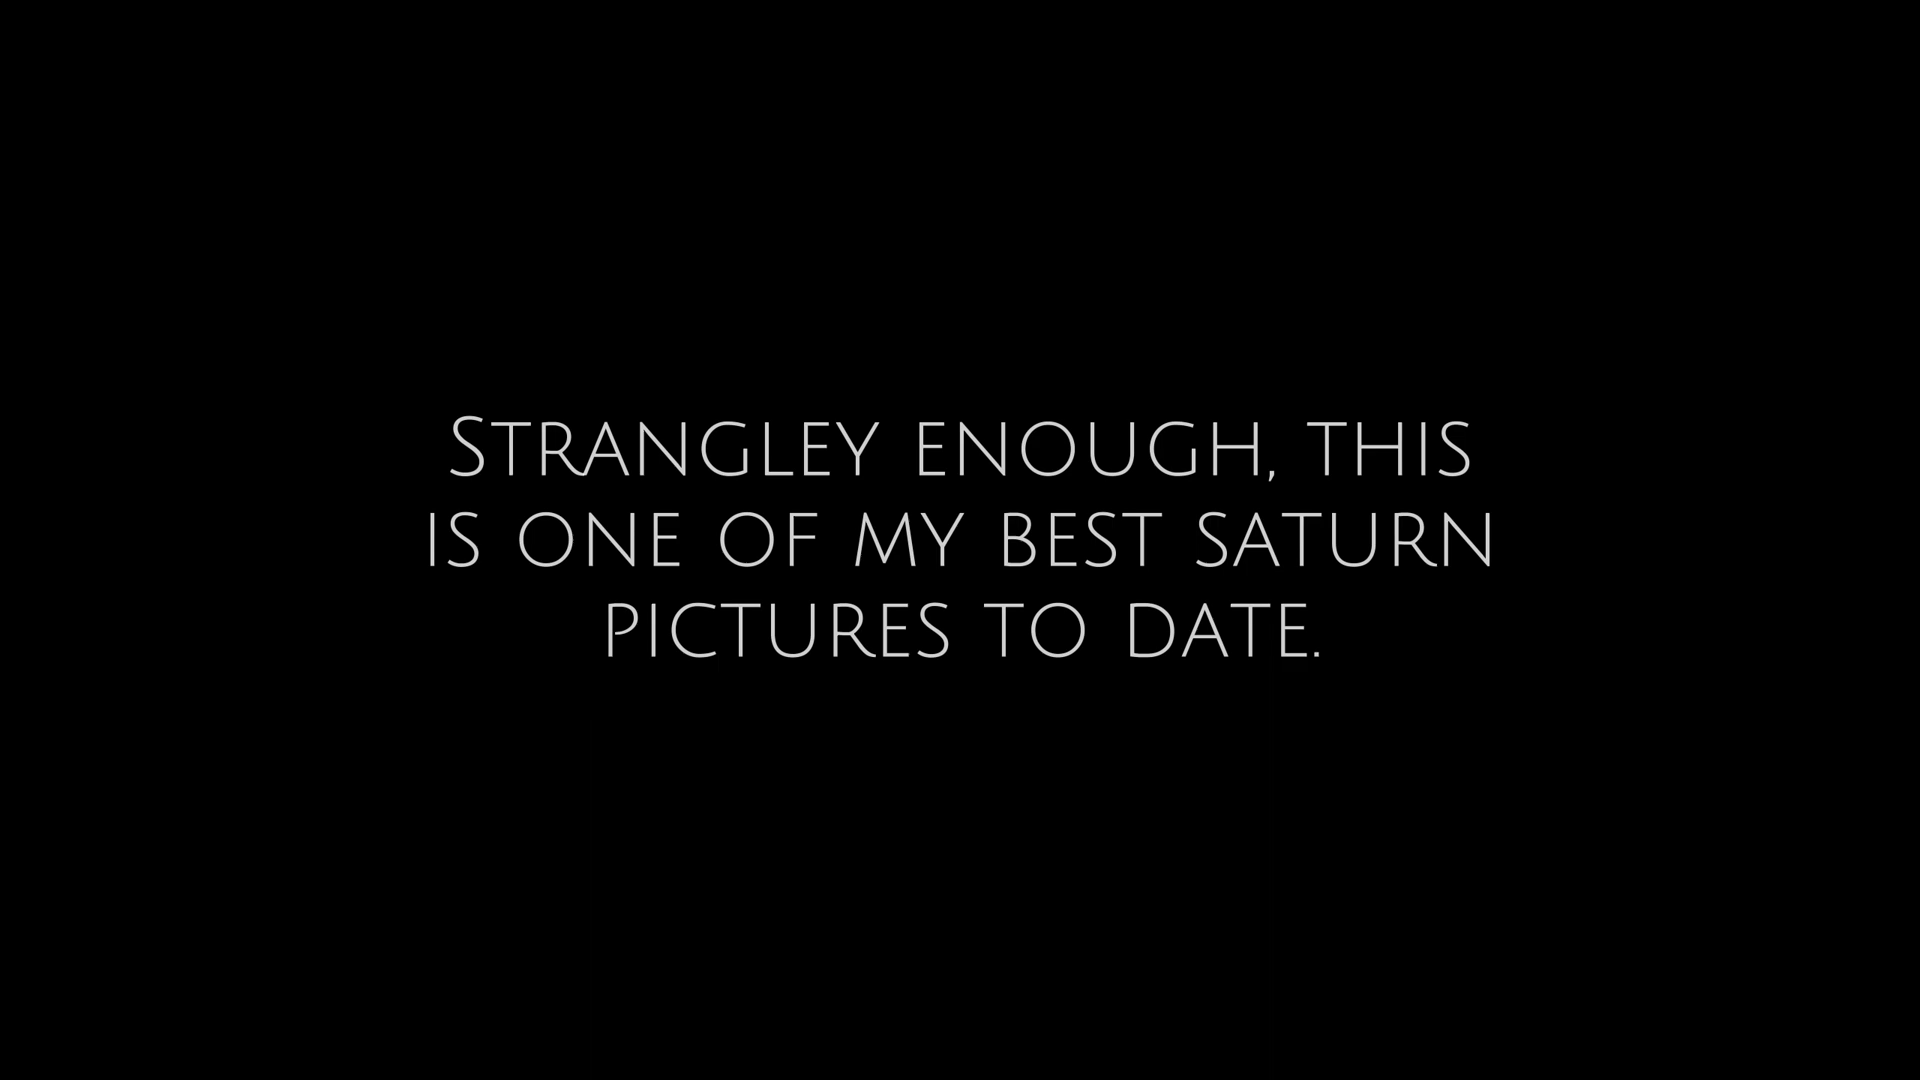 Strangley enough, this
is one of my best saturn
pictures to date.